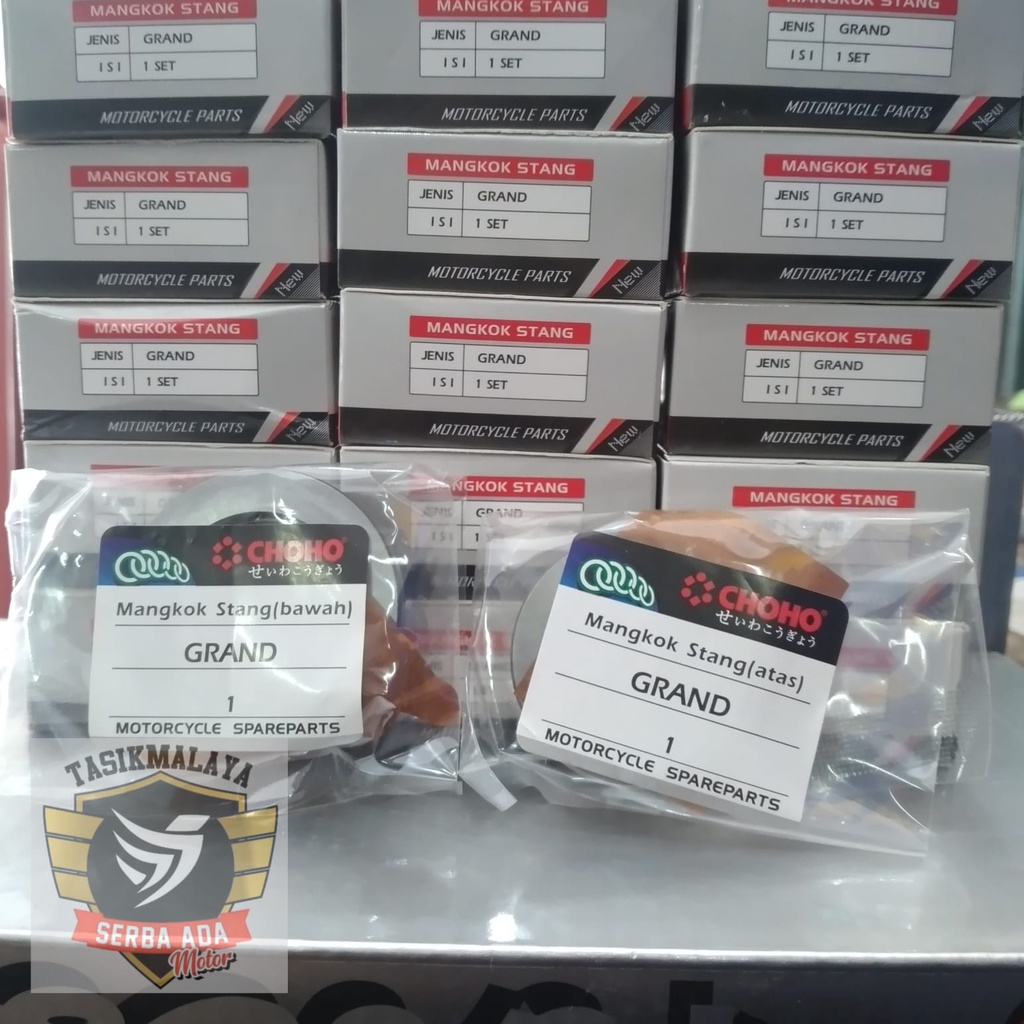 MANGKOK STANG
JENIS GRAND
ISI 1 SET
MOTORCYCLE PARTS New
MANGKOK STANG
JENIS GRAND
ISI 1 SET
MOTORCYCLE PARTS New
MANGKOK STANG
JENIS GRAND
ISI 1 SET
MOTORCYCLE PARTS New
MANGKOK STANG
JENIS GRAND
ISI 1 SET
MOTORCYCLE PARTS New
MANGKOK STANG
JENIS GRAND
ISI 1 SET
MOTORCYCLE PARTS New
MANGKOK STANG
JENIS GRAND
ISI 1 SET
MOTORCYCLE PARTS New
MANGKOK STANG
JENIS GRAND
ISI 1 SET
MOTORCYCLE PARTS New
MANGKOK STANG
JENIS GRAND
ISI 1 SET
MOTORCYCLE PARTS New
MANGKOK STANG
JENIS GRAND
ISI 1 SET
MOTORCYCLE PARTS New
MANGKOK STANG
GRAND
MANGKOK STANG
CHOHO®
せいわこうぎょう
Mangkok Stang(bawah)
GRAND
1
MOTORCYCLE SPAREPARTS
CHOHO®
せいわこうぎょう
Mangkok Stang(atas)
GRAND
1
MOTORCYCLE SPAREPARTS
TASIKMALAYA
SERBA ADA
Motor